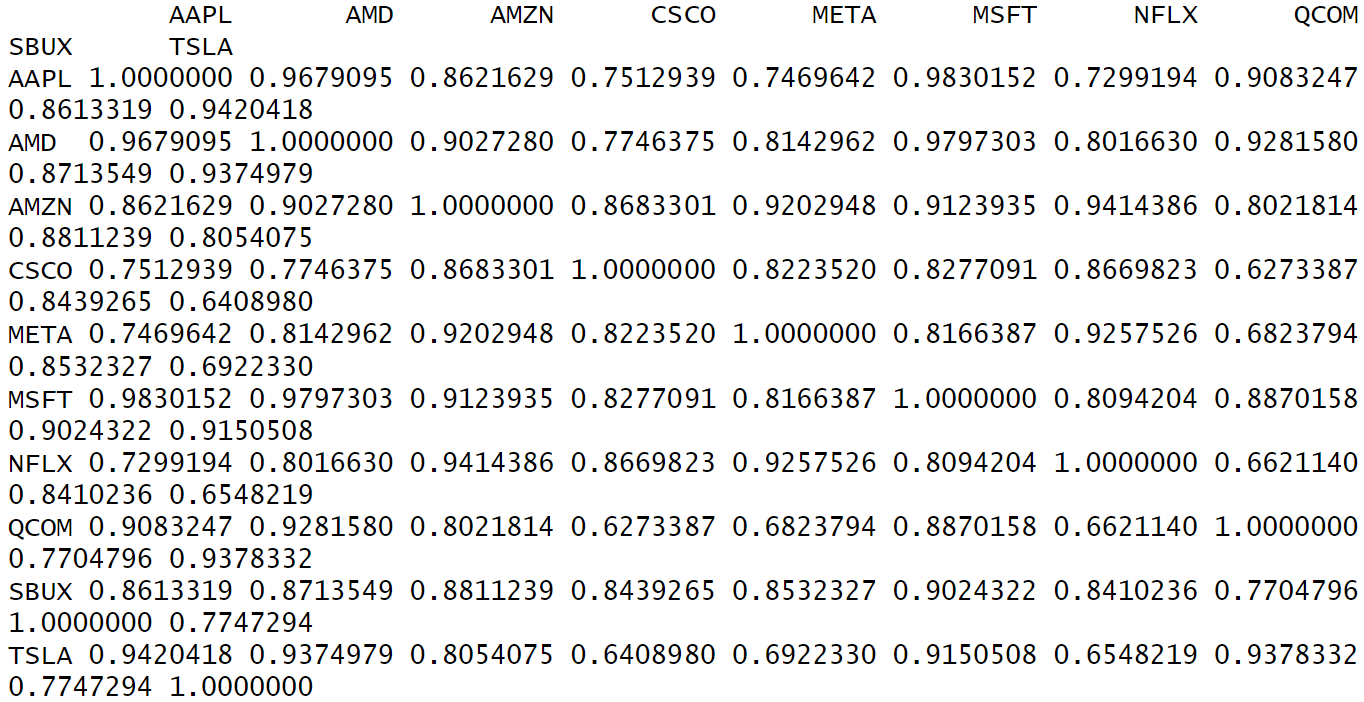 AAPL AMD AMZN CSCO META MSFT NFLX QCOM
SBUX TSLA
AAPL 1.0000000 0.9679095 0.8621629 0.7512939 0.7469642 0.9830152 0.7299194 0.9083247
0.8613319 0.9420418
AMD 0.9679095 1.0000000 0.9027280 0.7746375 0.8142962 0.9797303 0.8016630 0.9281580
0.8713549 0.9374979
AMZN 0.8621629 0.9027280 1.0000000 0.8683301 0.9202948 0.9123935 0.9414386 0.8021814
0.8811239 0.8054075
CSCO 0.7512939 0.7746375 0.8683301 1.0000000 0.8223520 0.8277091 0.8669823 0.6273387
0.8439265 0.6408980
META 0.7469642 0.8142962 0.9202948 0.8223520 1.0000000 0.8166387 0.9257526 0.6823794
0.8532327 0.6922330
MSFT 0.9830152 0.9797303 0.9123935 0.8277091 0.8166387 1.0000000 0.8094204 0.8870158
0.9024322 0.9150508
NFLX 0.7299194 0.8016630 0.9414386 0.8669823 0.9257526 0.8094204 1.0000000 0.6621140
0.8410236 0.6548219
QCOM 0.9083247 0.9281580 0.8021814 0.6273387 0.6823794 0.8870158 0.6621140 1.0000000
0.7704796 0.9378332
SBUX 0.8613319 0.8713549 0.8811239 0.8439265 0.8532327 0.9024322 0.8410236 0.7704796
1.0000000 0.7747294
TSLA 0.9420418 0.9374979 0.8054075 0.6408980 0.6922330 0.9150508 0.6548219 0.9378332
0.7747294 1.0000000